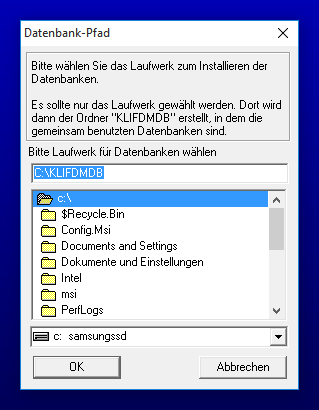 Datenbank-Pfad
Bitte wählen Sie das Laufwerk zum Installieren der
Datenbanken.
Es sollte nur das Laufwerk gewählt werden. Dort wird
dann der Ordner "KLIFDMDB" erstellt, in dem die
gemeinsam benutzten Datenbanken sind.
Bitte Laufwerk für Datenbanken wählen
C:\KLIFDMDB
c:\
$Recycle.Bin
Config.Msi
Documents and Settings
Dokumente und Einstellungen
Intel
msi
PerfLogs
c: samsungssd
OK Abbrechen